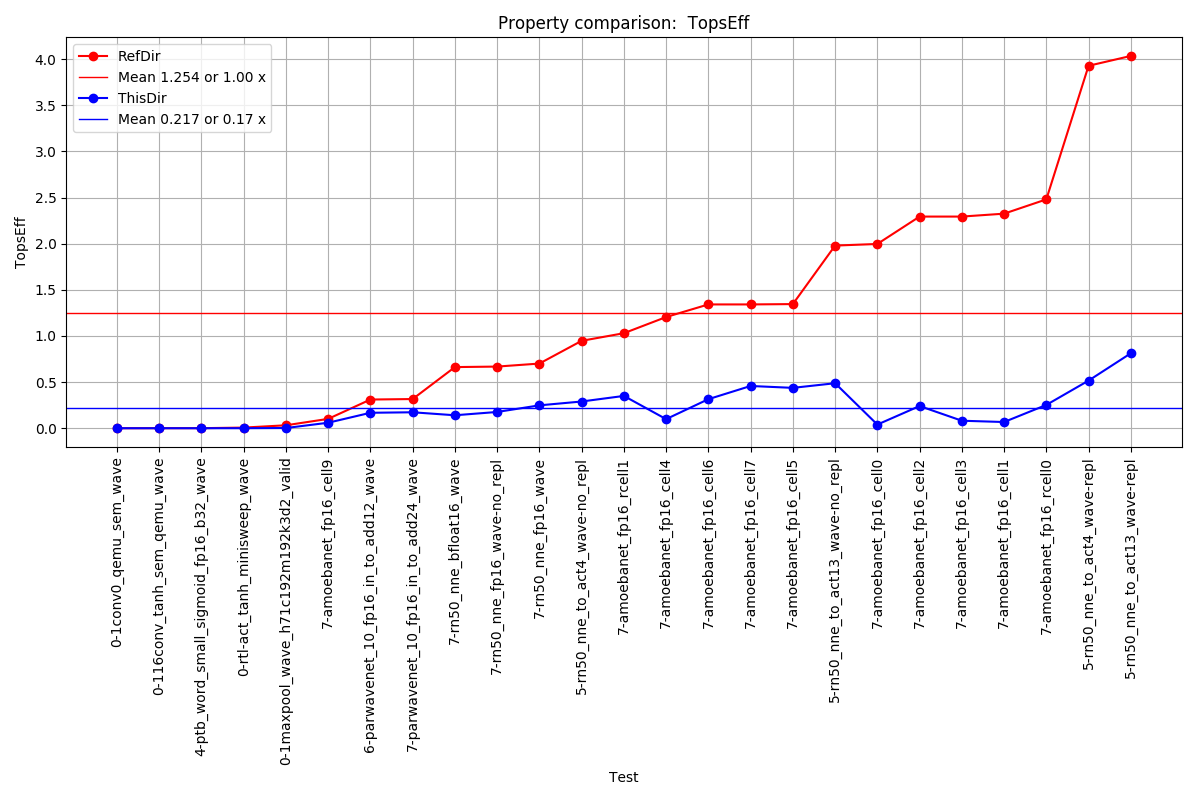 Property comparison:  TopsEff
RefDir
Mean 1.254 or 1.00 x
ThisDir
Mean 0.217 or 0.17 x
TopsEff
4.0
3.5
3.0
2.5
2.0
1.5
1.0
0.5
0.0
0-1conv0_qemu_sem_wave
0-116conv_tanh_sem_qemu_wave
4-ptb_word_small_sigmoid_fp16_b32_wave
0-rtl-act_tanh_minisweep_wave
0-1maxpool_wave_h71c192m192k3d2_valid
7-amoebanet_fp16_cell9
6-parwavenet_10_fp16_in_to_add12_wave
7-parwavenet_10_fp16_in_to_add24_wave
7-rn50_nne_bfloat16_wave
7-rn50_nne_fp16_wave-no_repl
7-rn50_nne_fp16_wave
5-rn50_nne_to_act4_wave-no_repl
7-amoebanet_fp16_rcell1
7-amoebanet_fp16_cell4
7-amoebanet_fp16_cell6
7-amoebanet_fp16_cell7
7-amoebanet_fp16_cell5
5-rn50_nne_to_act13_wave-no_repl
7-amoebanet_fp16_cell0
7-amoebanet_fp16_cell2
7-amoebanet_fp16_cell3
7-amoebanet_fp16_cell1
7-amoebanet_fp16_rcell0
5-rn50_nne_to_act4_wave-repl
5-rn50_nne_to_act13_wave-repl
Test